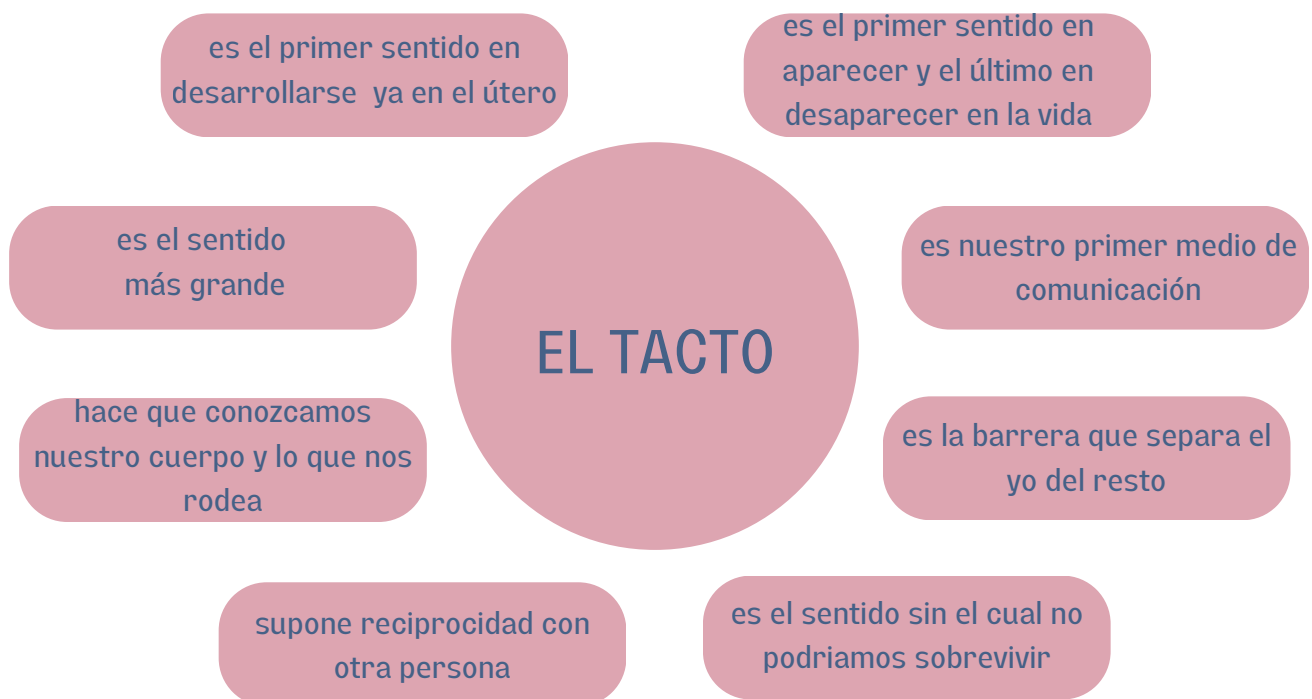 es el primer sentido en
desarrollarse ya en el útero
es el primer sentido en
aparecer y el último en
desaparecer en la vida
es el sentido
más grande
es nuestro primer medio de
comunicación
EL TACTO
hace que conozcamos
nuestro cuerpo y lo que nos
rodea
es la barrera que separa el
yo del resto
supone reciprocidad con
otra persona
es el sentido sin el cual no
podriamos sobrevivir